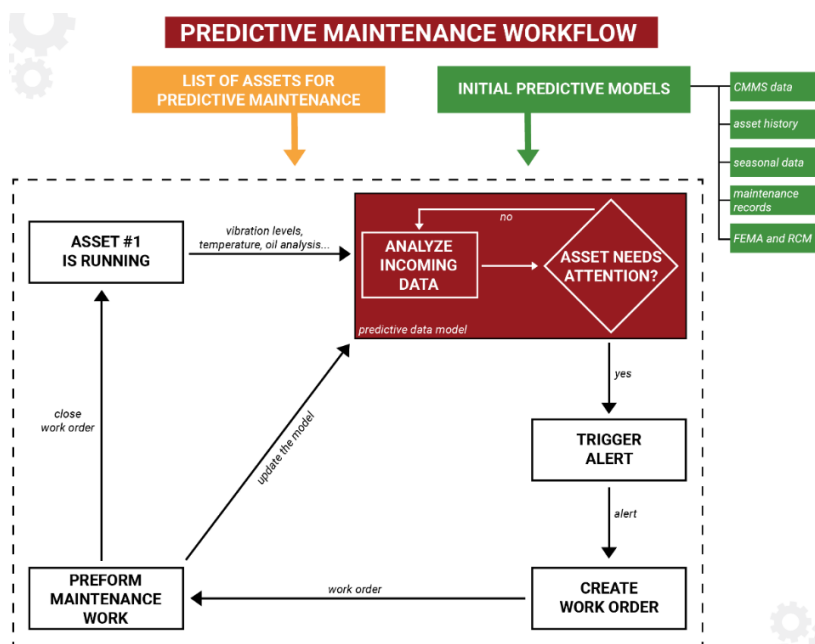 PREDICTIVE MAINTENANCE WORKFLOW
LIST OF ASSETS FOR
PREDICTIVE MAINTENANCE
INITIAL PREDICTIVE MODELS
CMMS data
asset history
seasonal data
maintenance
records
FEMA and RCM
ASSET #1
IS RUNNING
vibration levels,
temperature, oil analysis...
no
ANALYZE
INCOMING
DATA
ASSET NEEDS
ATTENTION?
predictive data model
yes
close
work order
update the model
TRIGGER
ALERT
alert
PREFORM
MAINTENANCE
WORK
work order
CREATE
WORK ORDER